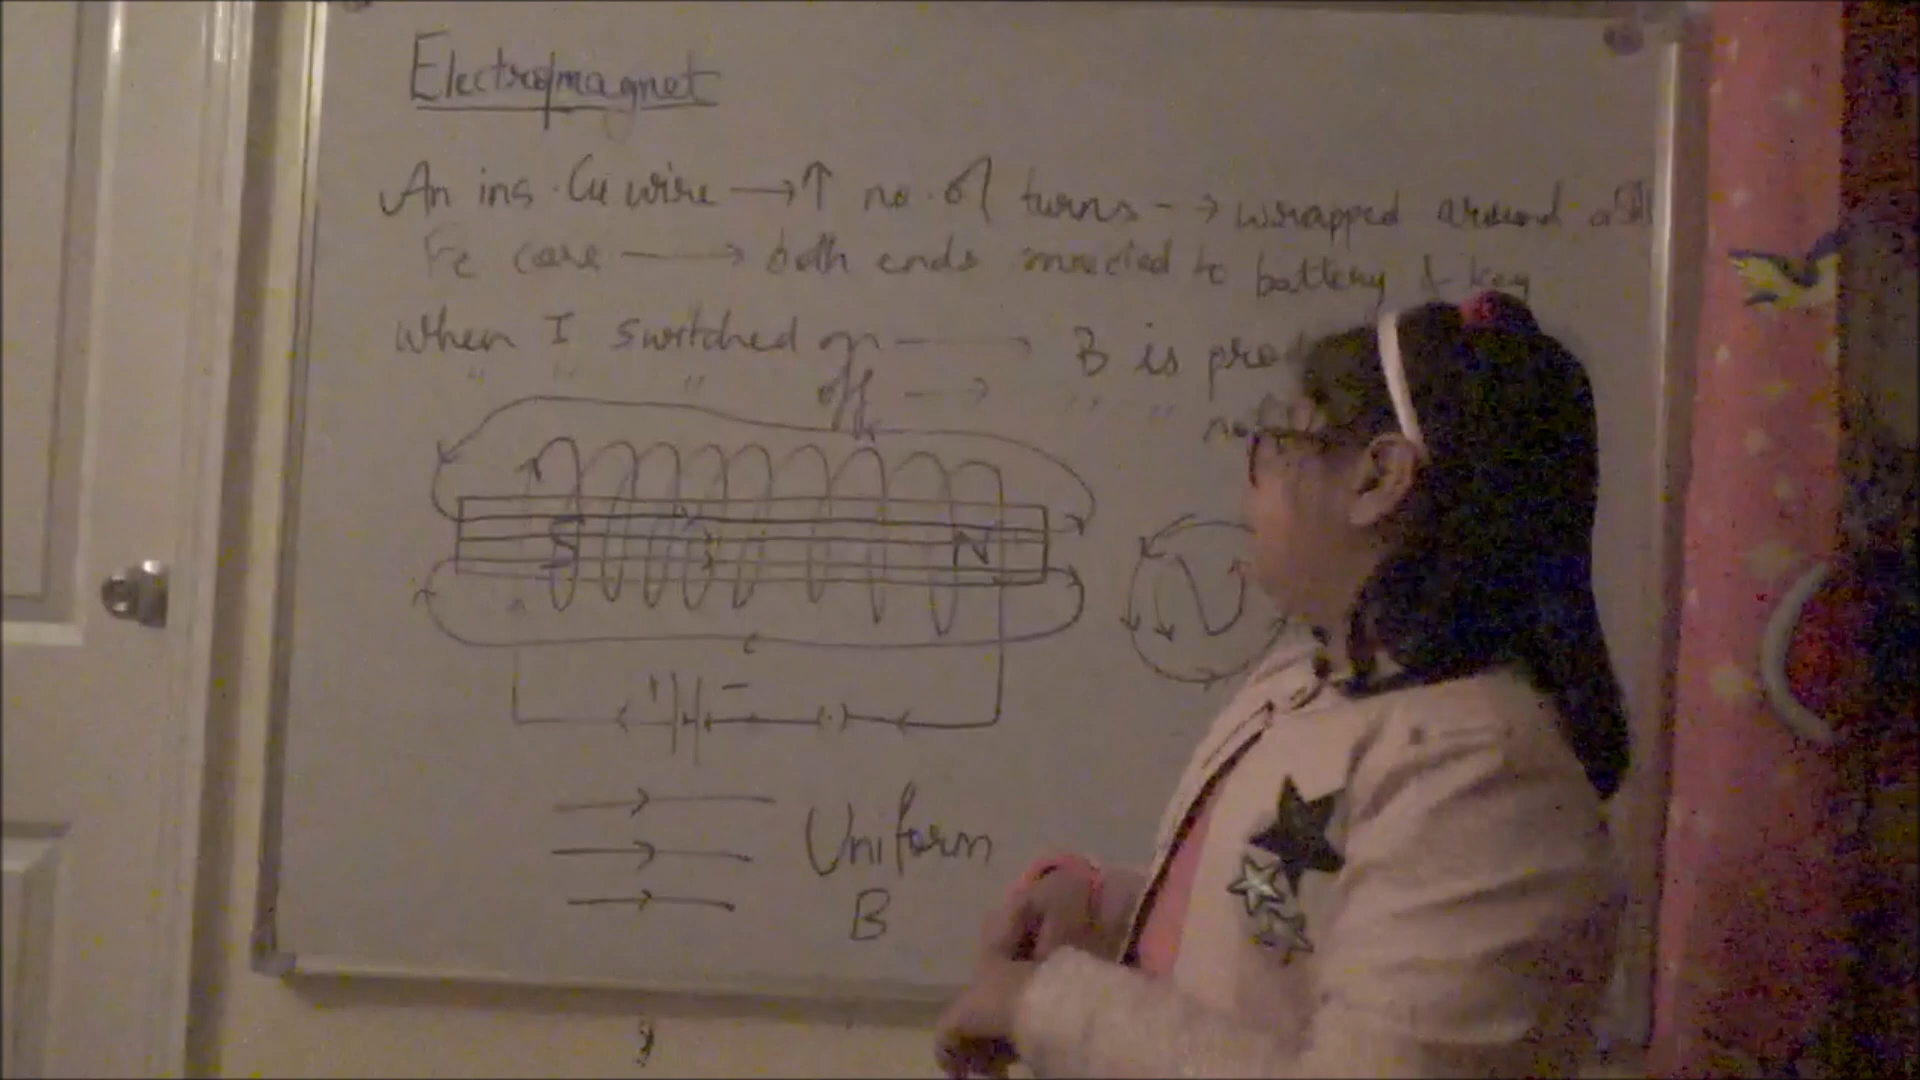 Electromagnet
An ins. Cu wire → ↑ no. of turns - → wrapped around a
Fe core → both ends connected to battery & key
when I switched on → B is
" " " off → " "
S N
+ -
N
Uniform
B